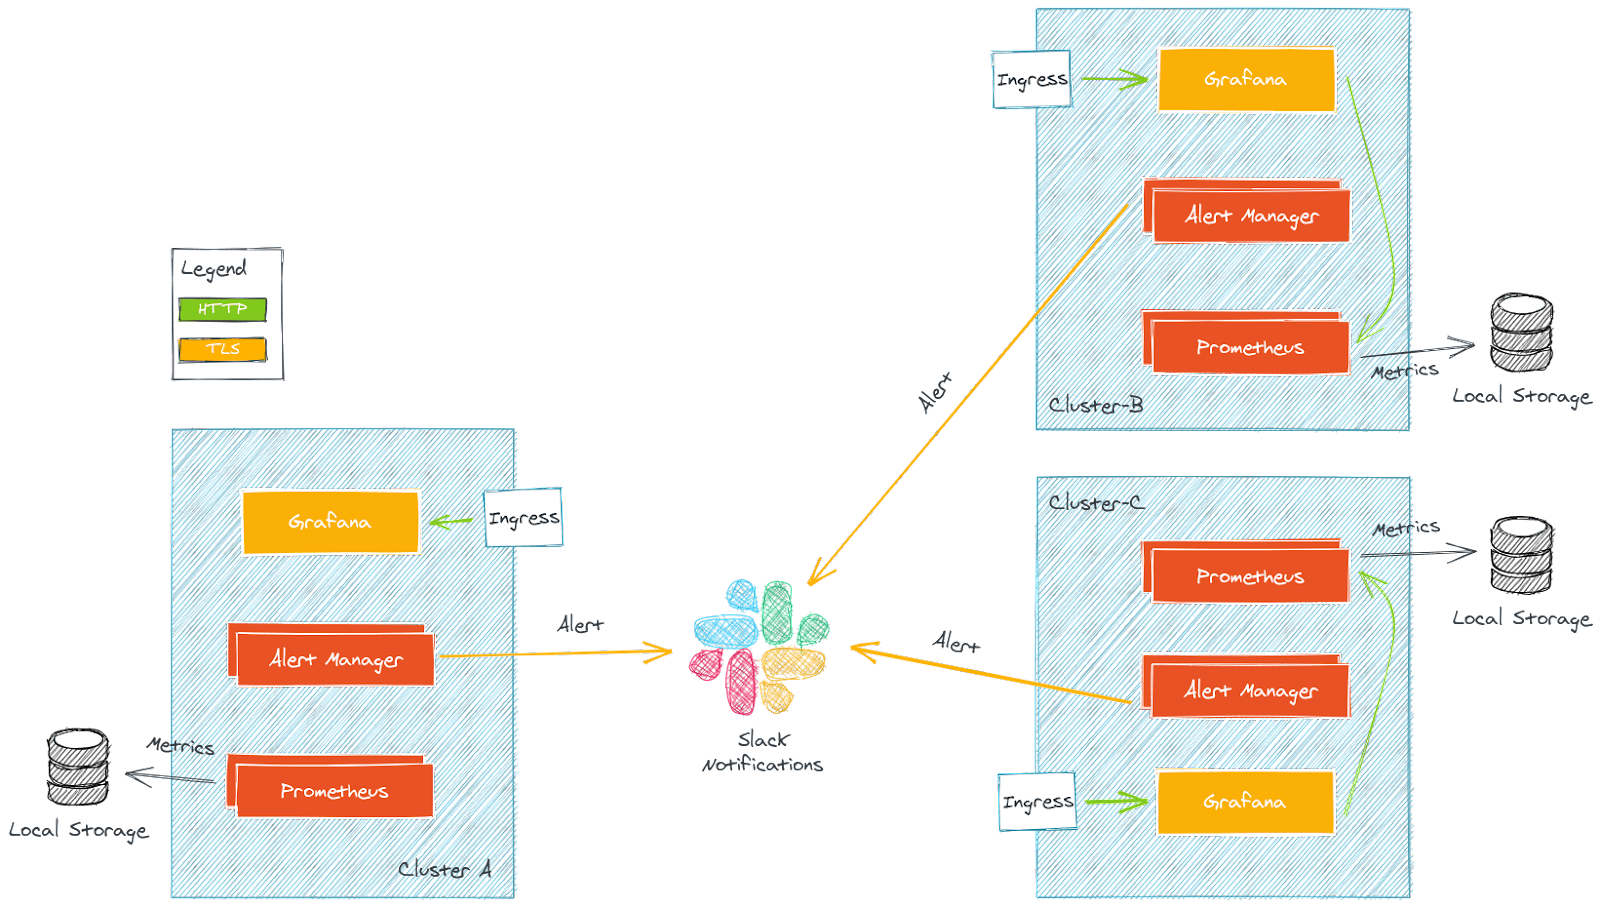 Legend
HTTP
TLS
Grafana
Ingress
Alert Manager
Prometheus
Metrics
Local Storage
Cluster A
Alert
Slack
Notifications
Alert
Alert
Ingress
Grafana
Alert Manager
Prometheus
Metrics
Local Storage
Cluster-B
Cluster-C
Prometheus
Metrics
Local Storage
Alert Manager
Ingress
Grafana